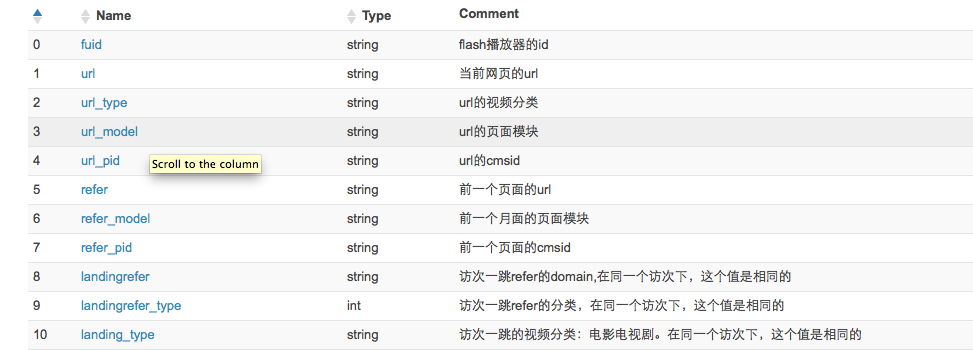 Name Type Comment
0 fuid string flash播放器的id
1 url string 当前网页的url
2 url_type string url的视频分类
3 url_model string url的页面模块
4 url_pid Scroll to the column string url的cmsid
5 refer string 前一个页面的url
6 refer_model string 前一个月面的页面模块
7 refer_pid string 前一个页面的cmsid
8 landingrefer string 访次一跳refer的domain,在同一个访次下，这个值是相同的
9 landingrefer_type int 访次一跳refer的分类，在同一个访次下，这个值是相同的
10 landing_type string 访次一跳的视频分类：电影电视剧。在同一个访次下，这个值是相同的